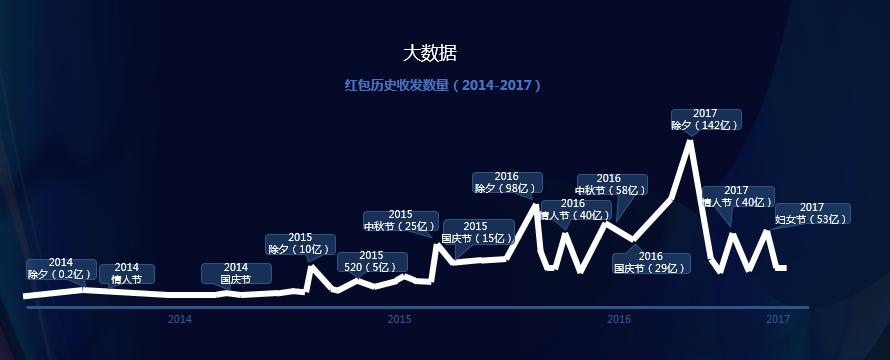 大数据
红包历史收发数量（2014-2017）
2014
除夕（0.2亿）
2014
情人节
2014
国庆节
2015
除夕（10亿）
2015
520（5亿）
2015
中秋节（25亿）
2015
国庆节（15亿）
2016
除夕（98亿）
2016
情人节（40亿）
2016
中秋节（58亿）
2016
国庆节（29亿）
2017
除夕（142亿）
2017
情人节（40亿）
2017
妇女节（53亿）
2014
2015
2016
2017